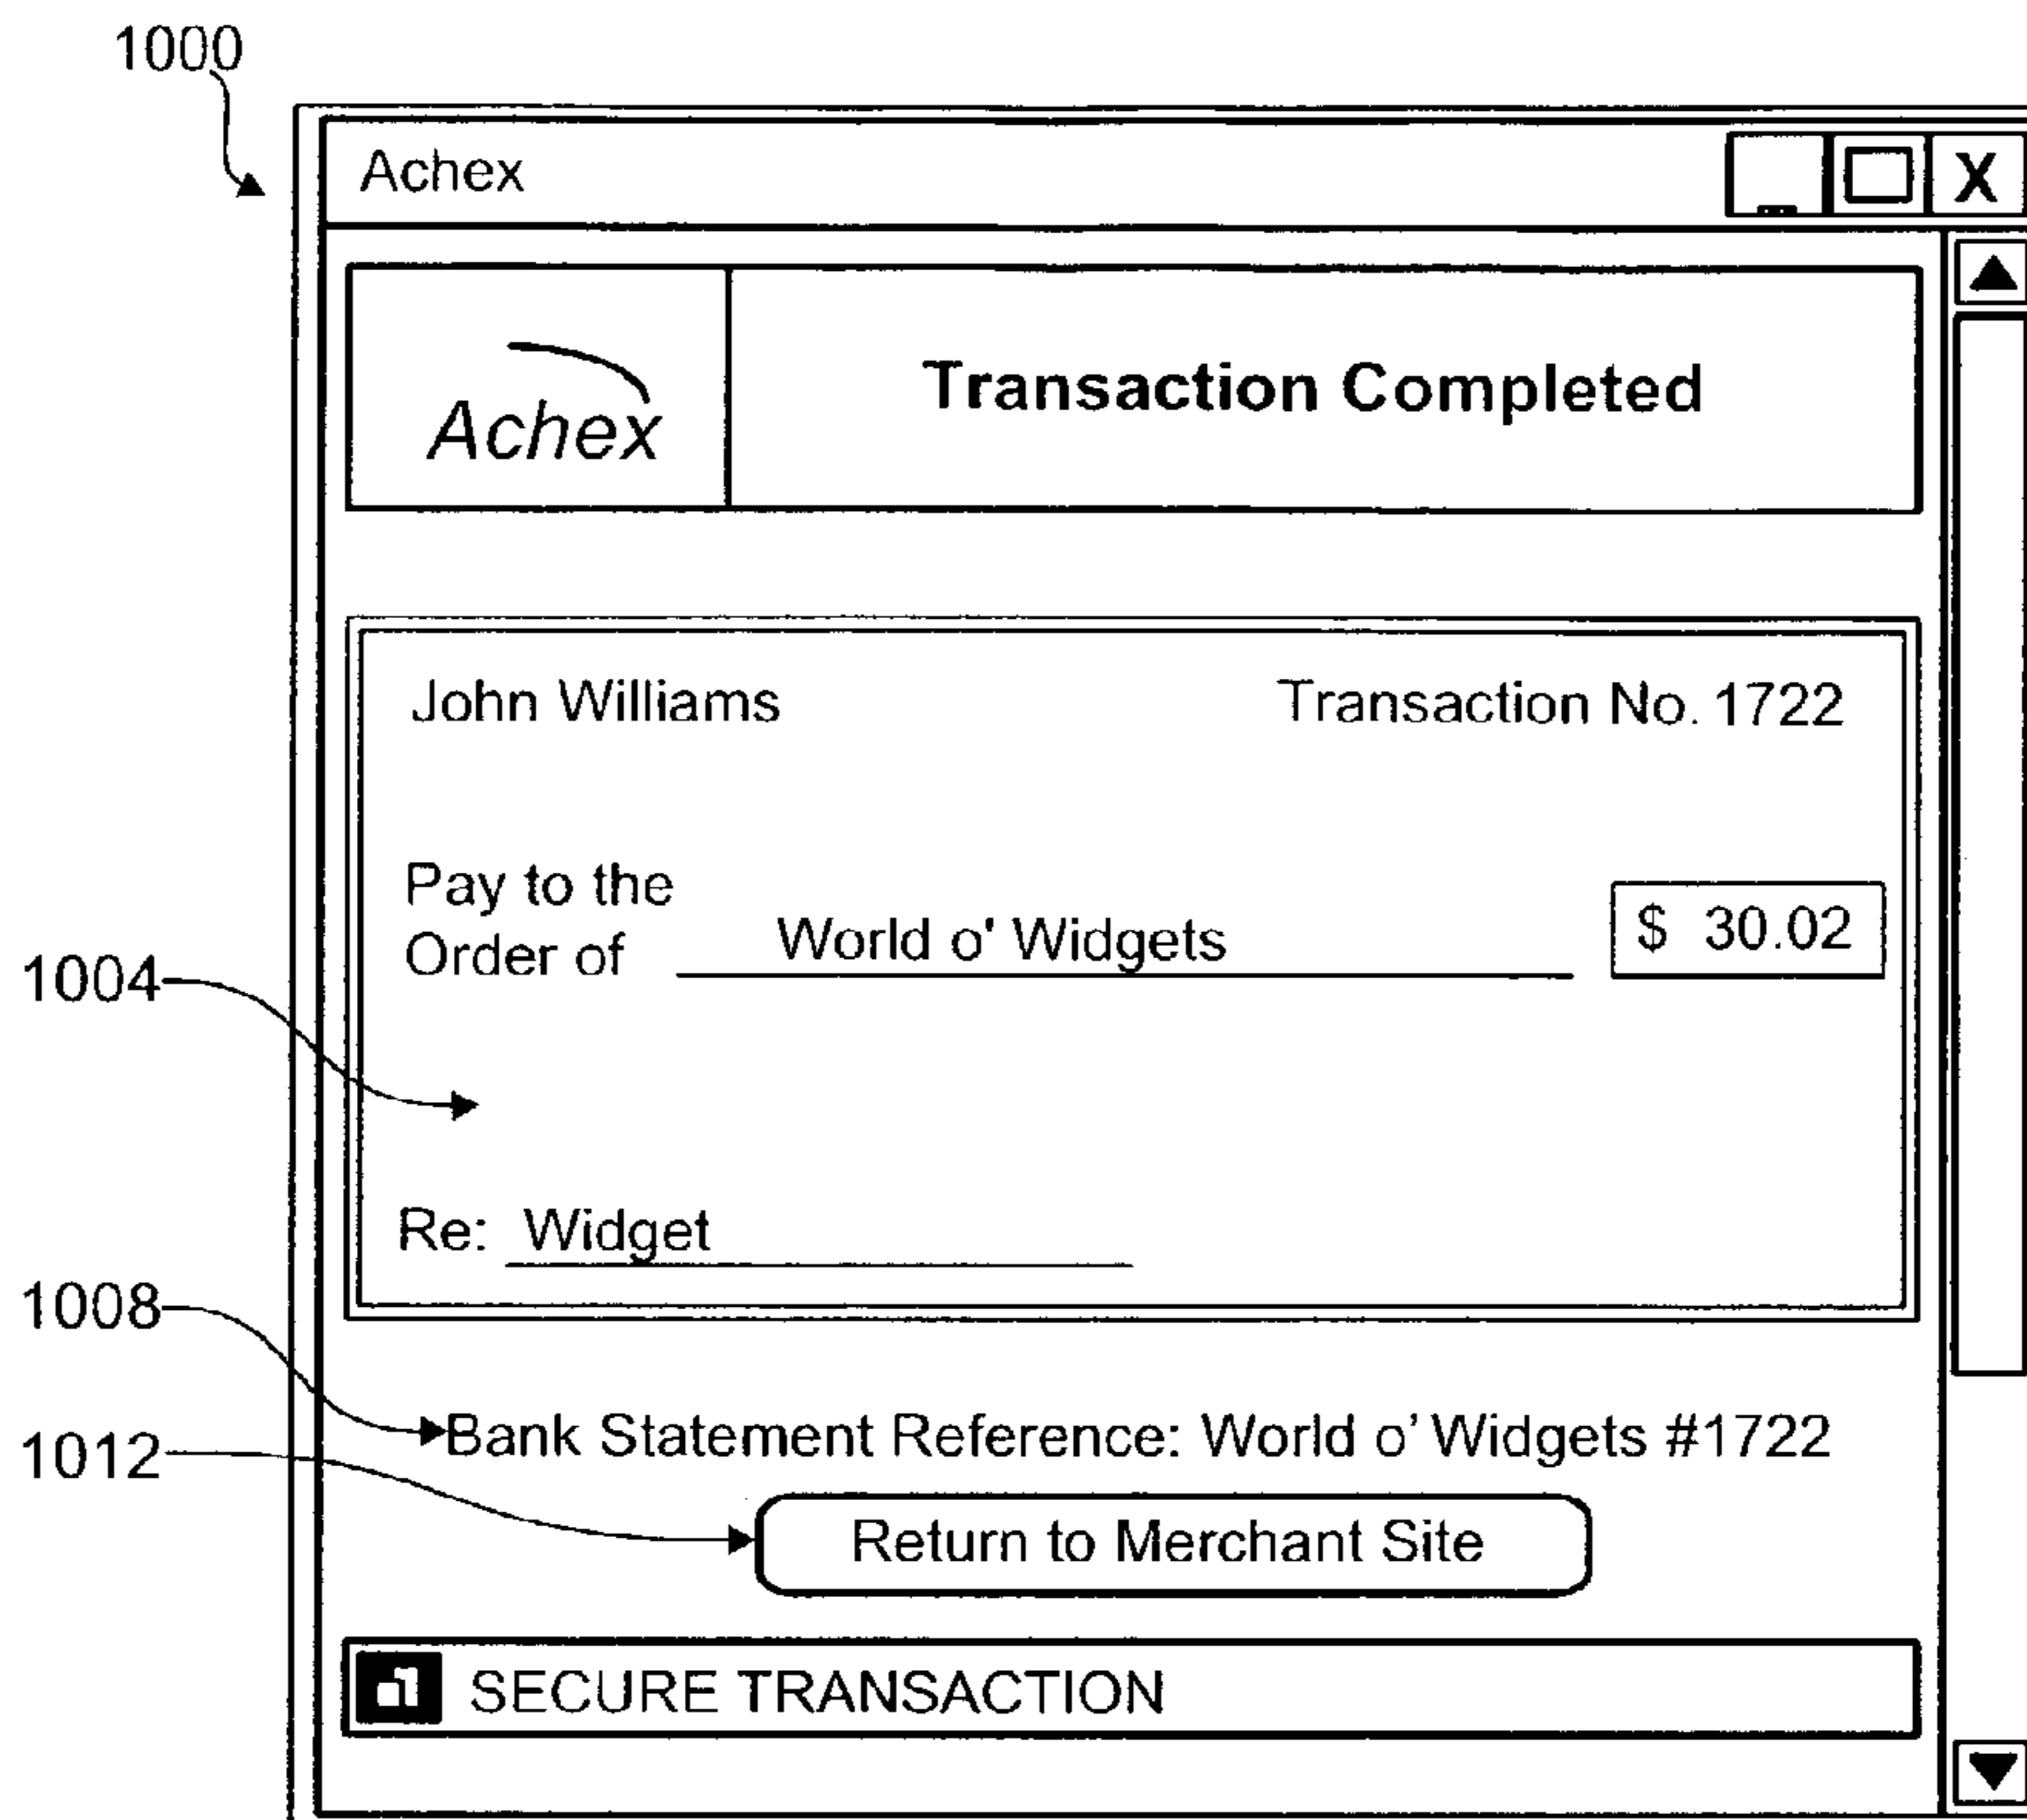 1000
Achex
X
Achex
Transaction Completed
John Williams
Transaction No. 1722
Pay to the
Order of
World o' Widgets
$ 30.02
1004
Re: Widget
1008
Bank Statement Reference: World o' Widgets #1722
1012
Return to Merchant Site
SECURE TRANSACTION